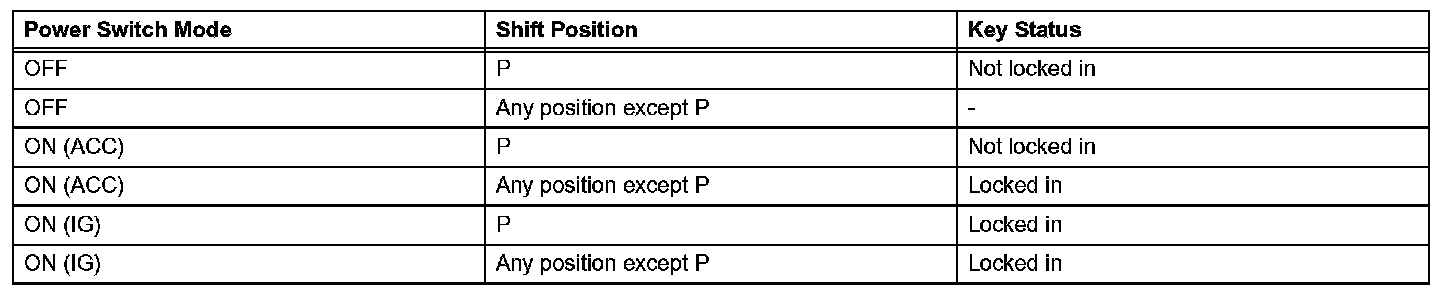 Power Switch Mode Shift Position Key Status
OFF P Not locked in
OFF Any position except P -
ON (ACC) P Not locked in
ON (ACC) Any position except P Locked in
ON (IG) P Locked in
ON (IG) Any position except P Locked in